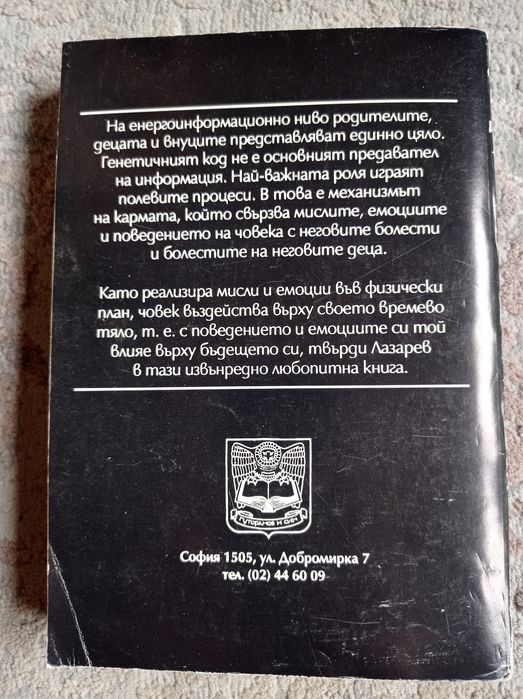 На енергоинформационно ниво родителите,
децата и внуците представляват единно цяло.
Генетичният код не е основният предавател
на информация. Най-важната роля играят
полевите процеси. В това е механизмът
на кармата, който свързва мислите, емоциите
и поведението на човека с неговите болести
и болестите на неговите деца.
Като реализира мисли и емоции във физически
план, човек въздейства върху своето времево
тяло, т. е. с поведението и емоциите си той
влияе върху бъдещето си, твърди Лазарев
в тази извънредно любопитна книга.
ГУТОРАНОВ И СИН
София 1505, ул. Добромирка 7
тел. (02) 44 60 09